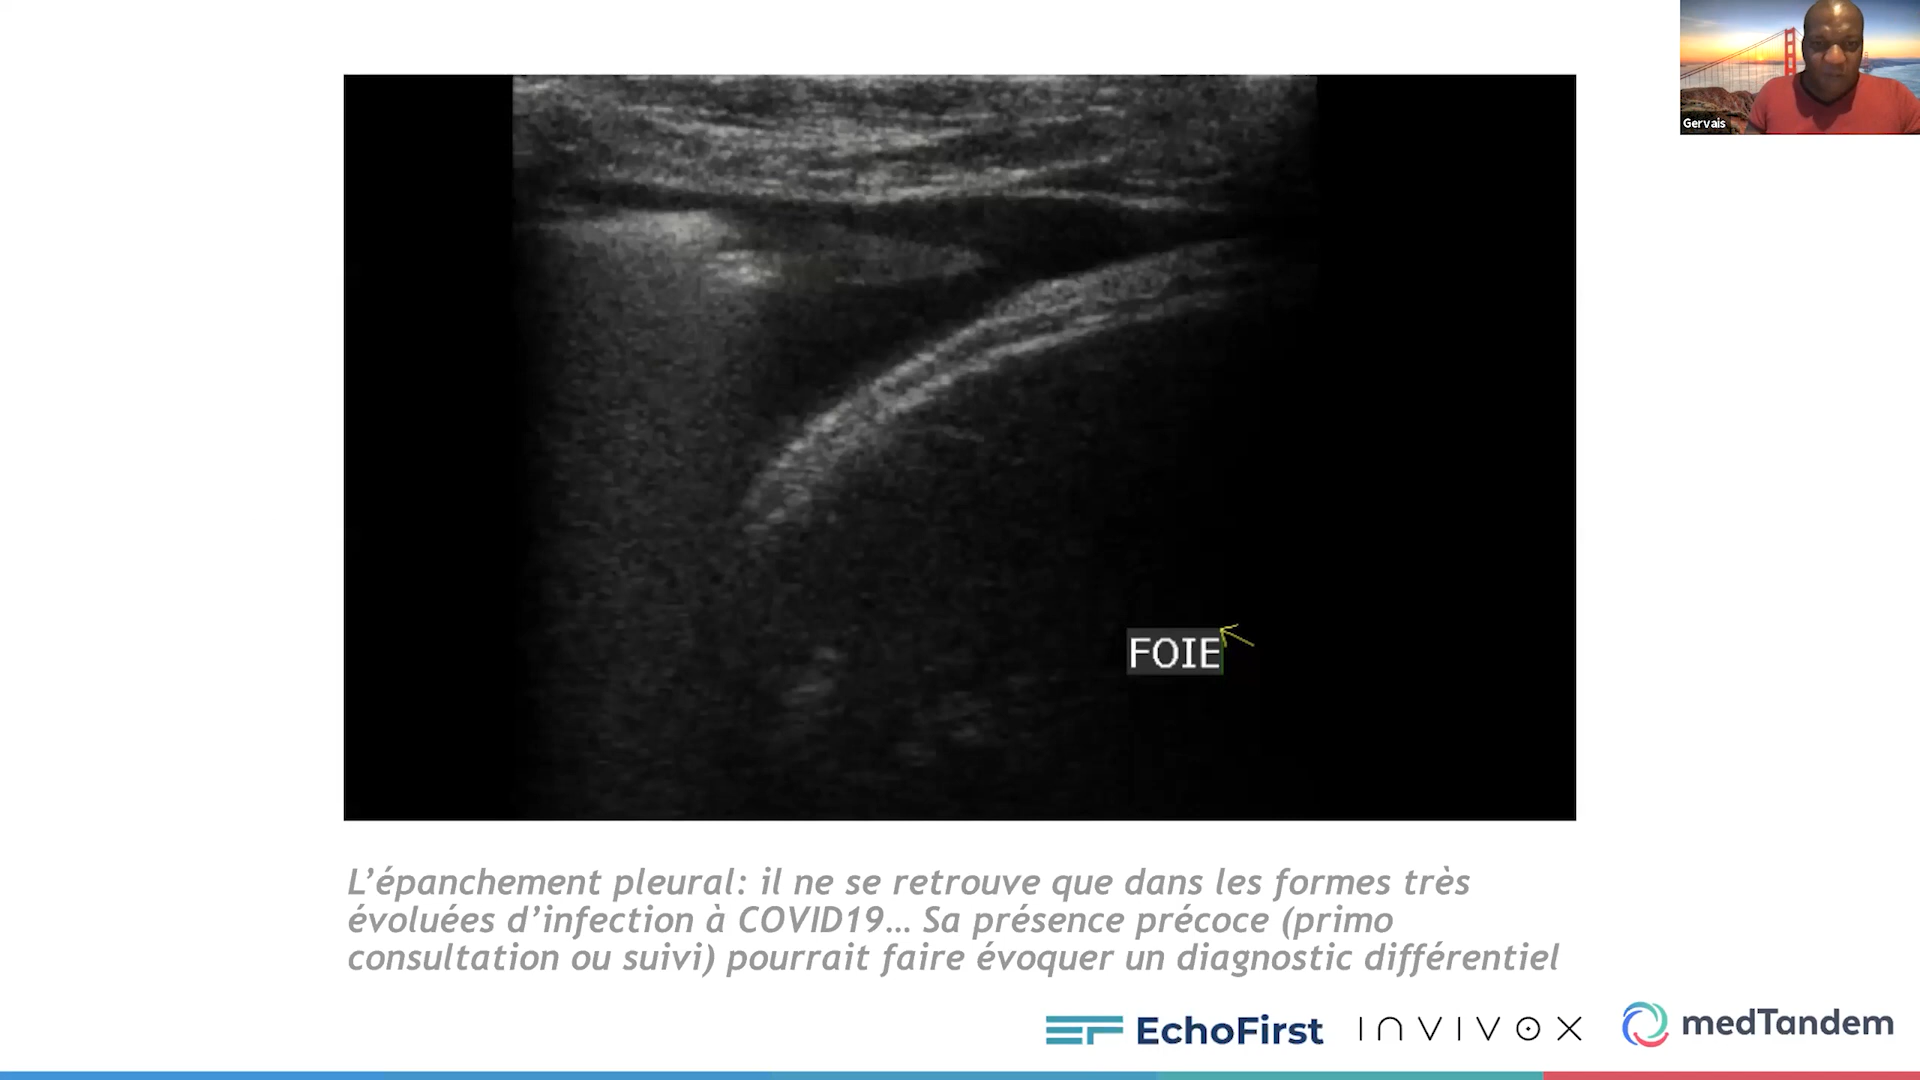 Gervais
FOIE
L’épanchement pleural: il ne se retrouve que dans les formes très
évoluées d’infection à COVID19… Sa présence précoce (primo
consultation ou suivi) pourrait faire évoquer un diagnostic différentiel
EchoFirst INVIVOX medTandem